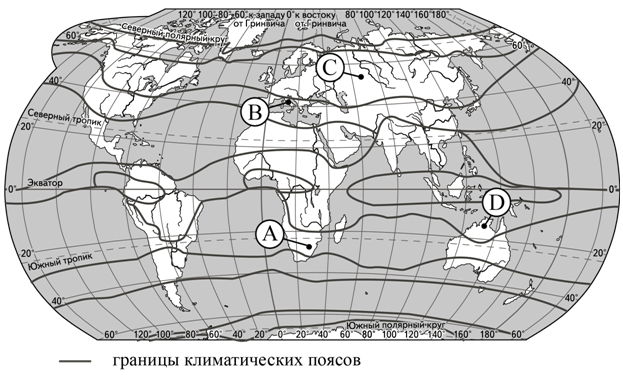 120°100°-80°-60°к западу 0°к востоку 80°100°120°140°160°180°
от Гринвича от Гринвича
Северный полярный круг
60° 60°
C
40° 40°
B
Северный тропик
20° 20°
Экватор
0° 0°
D
A
20° 20°
Южный тропик
40° 40°
Южный полярный круг
60° 120°100° 80° 60° 40° 20° 0° 20° 40° 60° 80° 100° 120° 140° 160° 180° 60°
границы климатических поясов